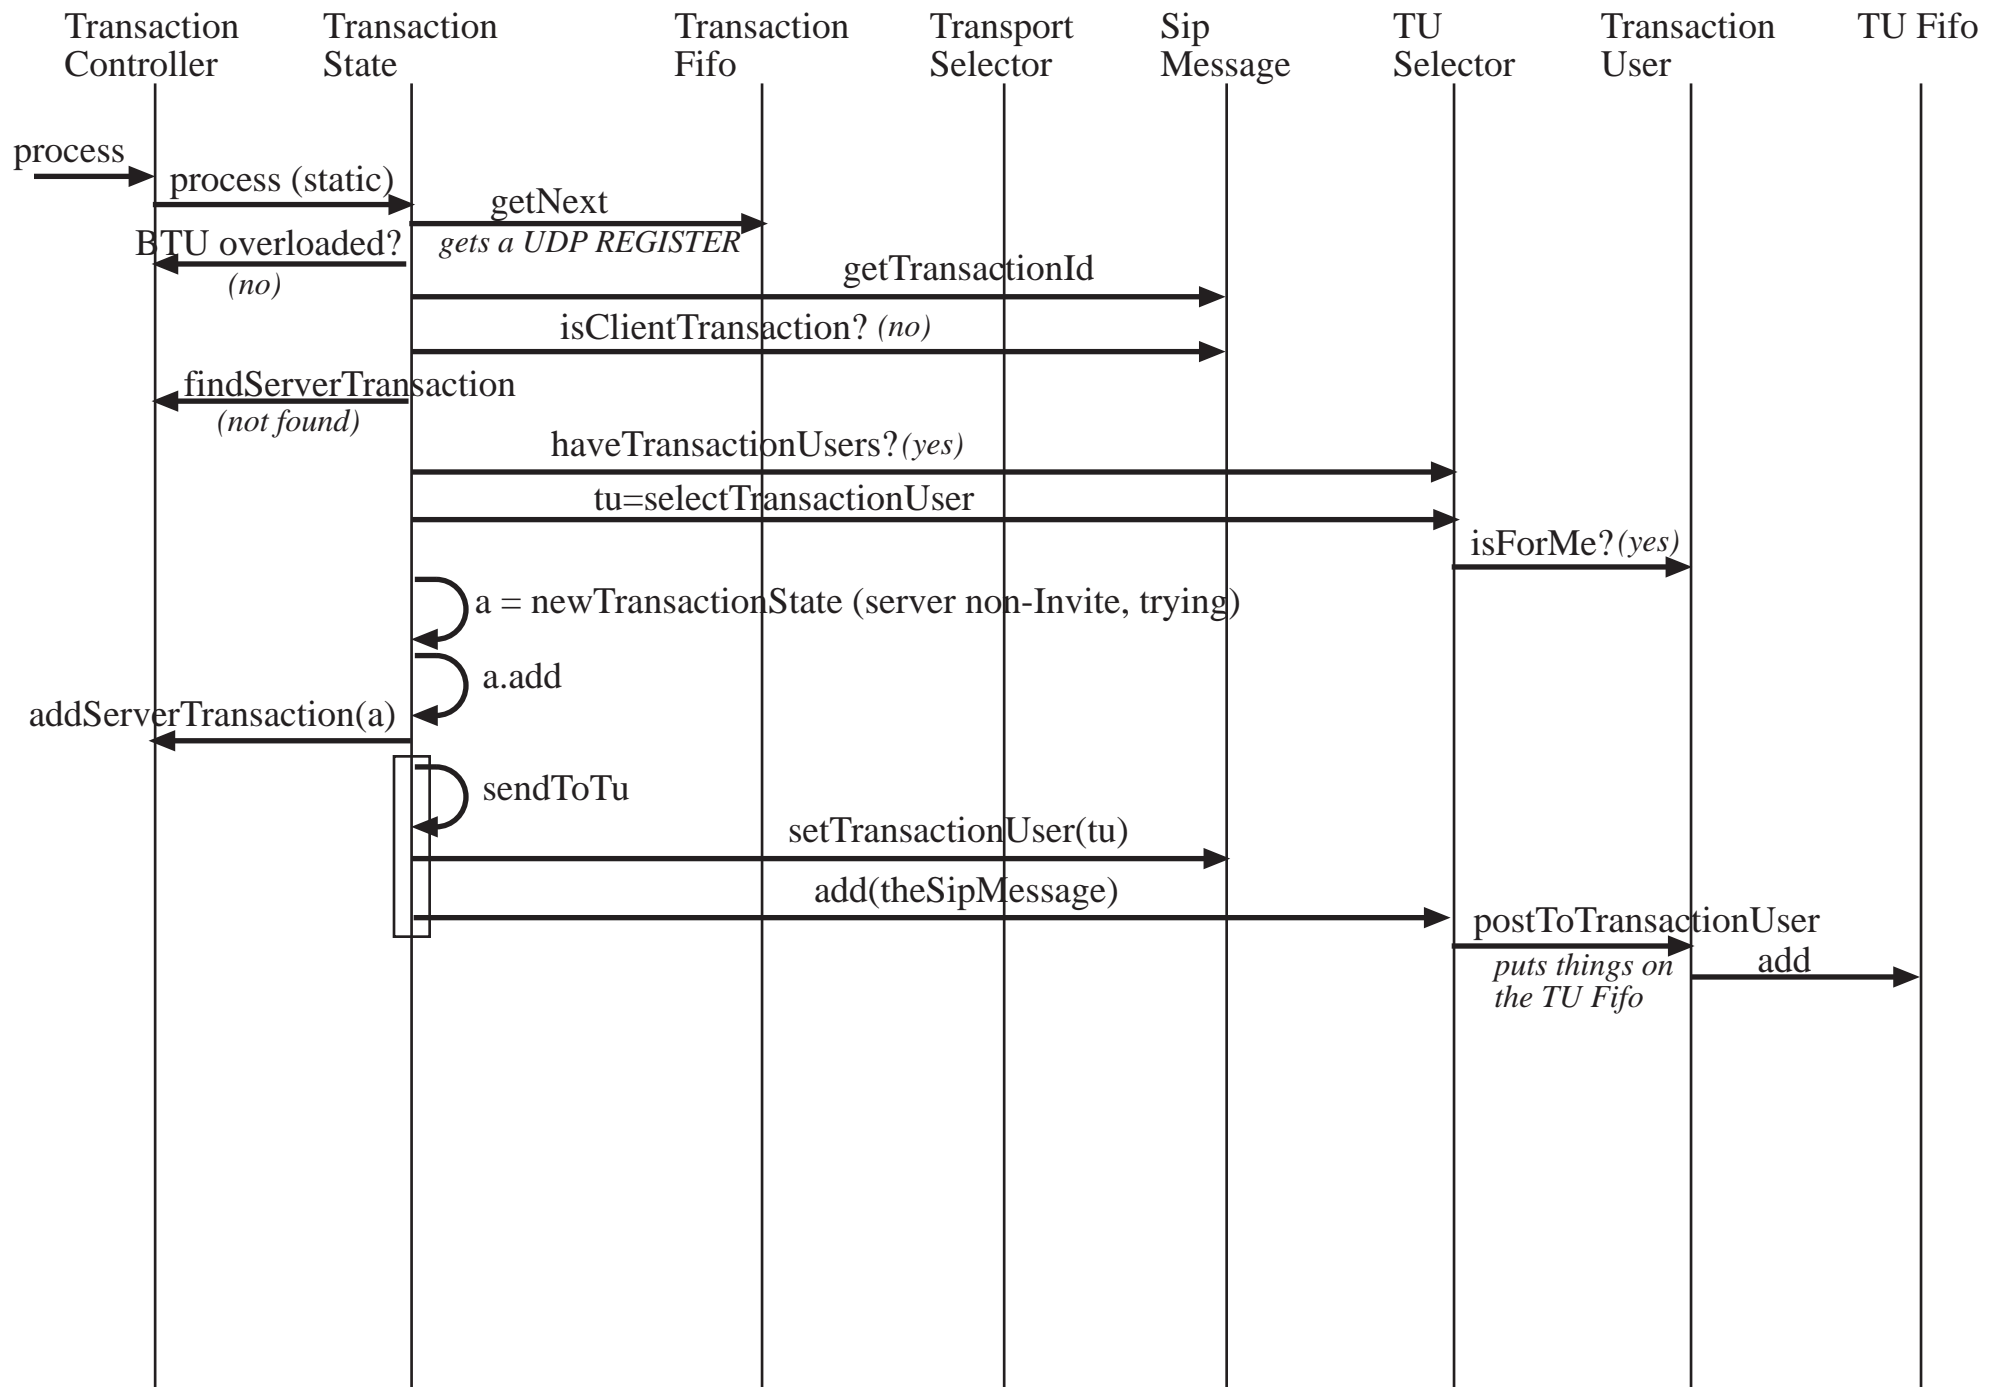 Transaction
Controller
Transaction
State
Transaction
Fifo
Transport
Selector
Sip
Message
TU
Selector
Transaction
User
TU Fifo
process
process (static)
getNext
gets a UDP REGISTER
BTU overloaded?
(no)
getTransactionId
isClientTransaction? (no)
findServerTransaction
(not found)
haveTransactionUsers?(yes)
tu=selectTransactionUser
isForMe?(yes)
a = newTransactionState (server non-Invite, trying)
a.add
addServerTransaction(a)
sendToTu
setTransactionUser(tu)
add(theSipMessage)
postToTransactionUser
puts things on
the TU Fifo
add